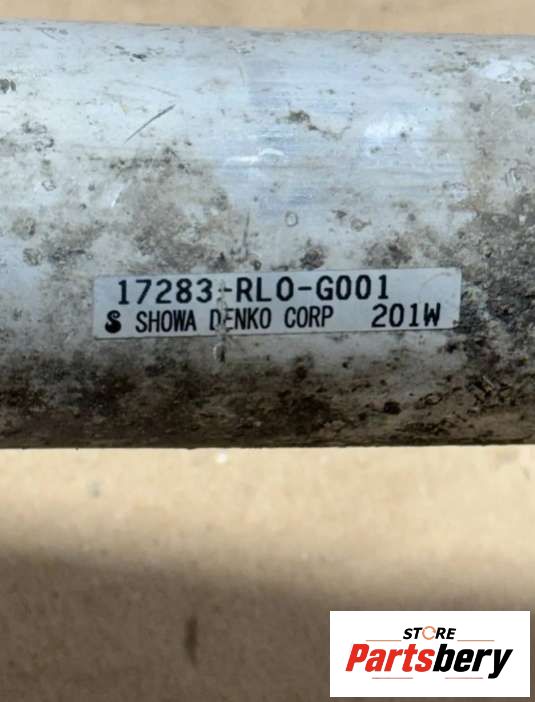 17283-RL0-G001
SHOWA DENKO CORP 201W
STORE
Partsbery